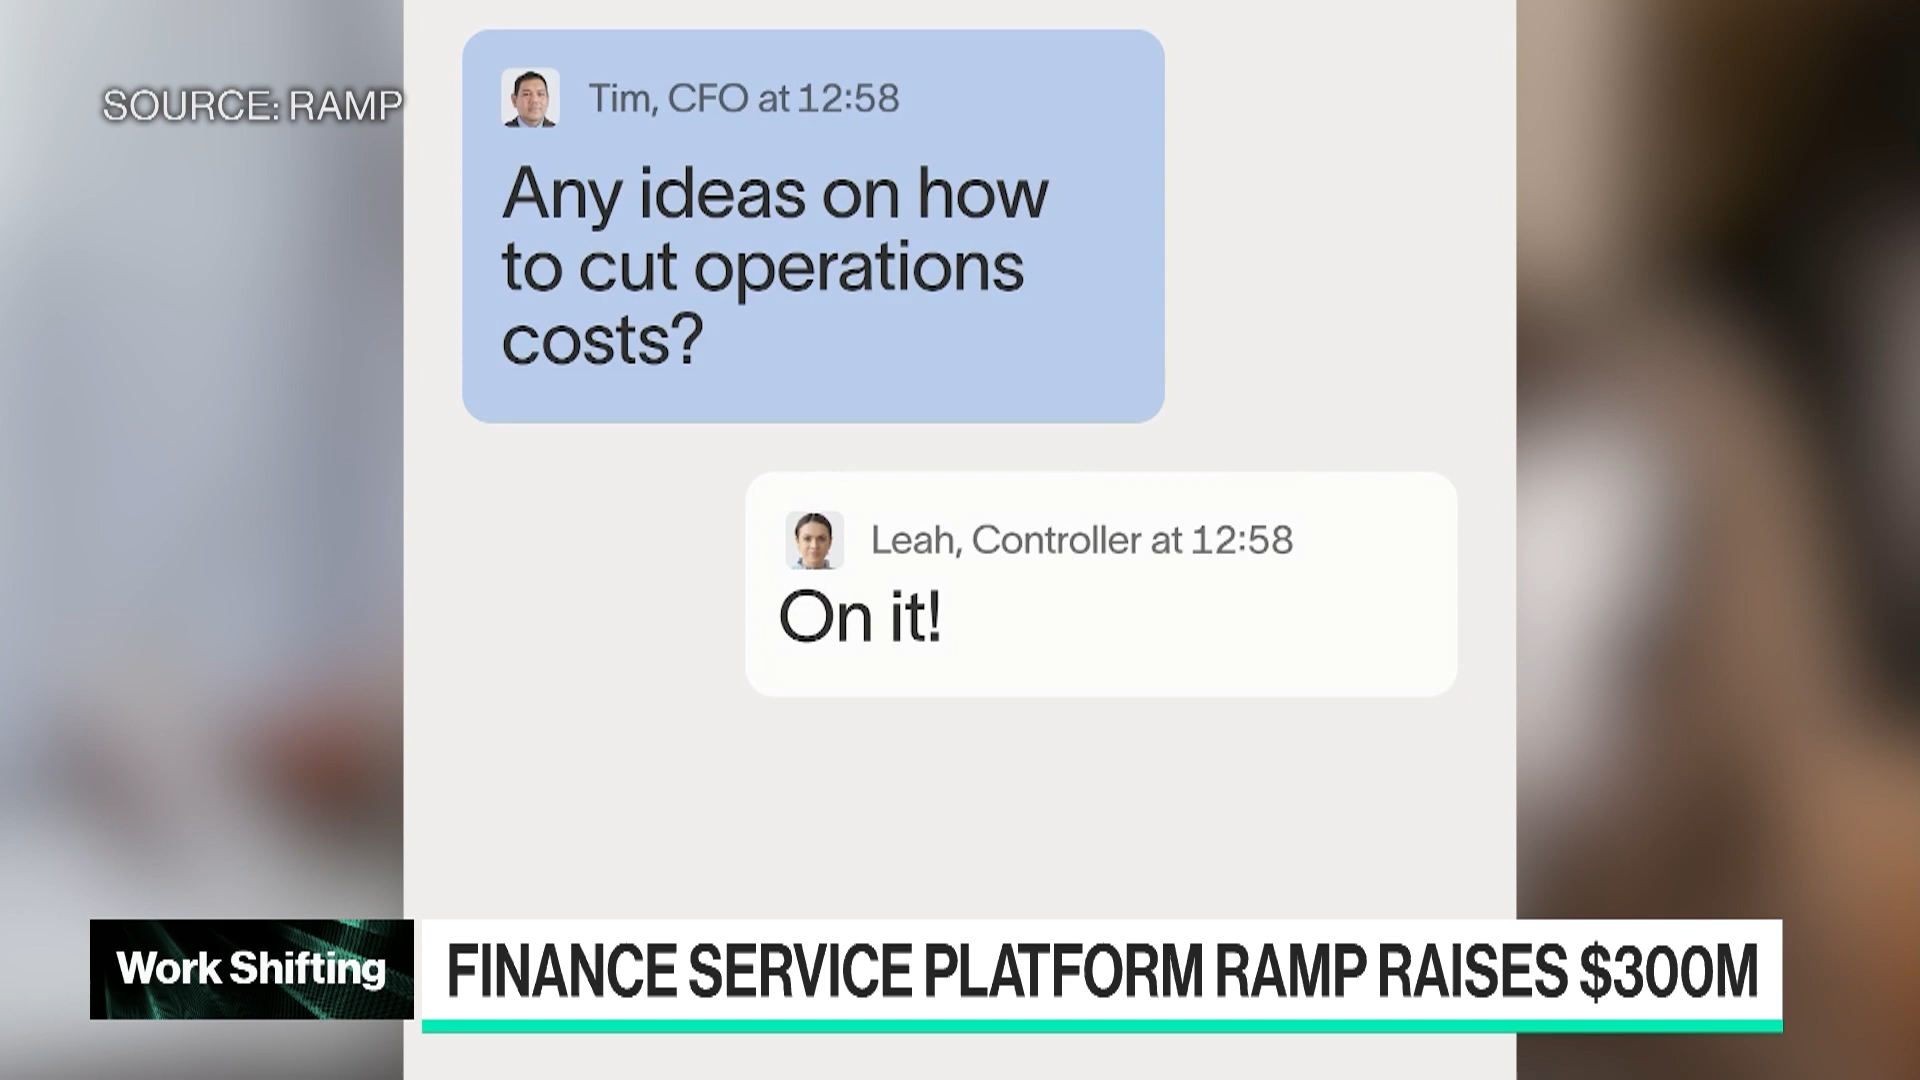 SOURCE: RAMP
Tim, CFO at 12:58
Any ideas on how
to cut operations
costs?
Leah, Controller at 12:58
On it!
Work Shifting
FINANCE SERVICE PLATFORM RAMP RAISES $300M